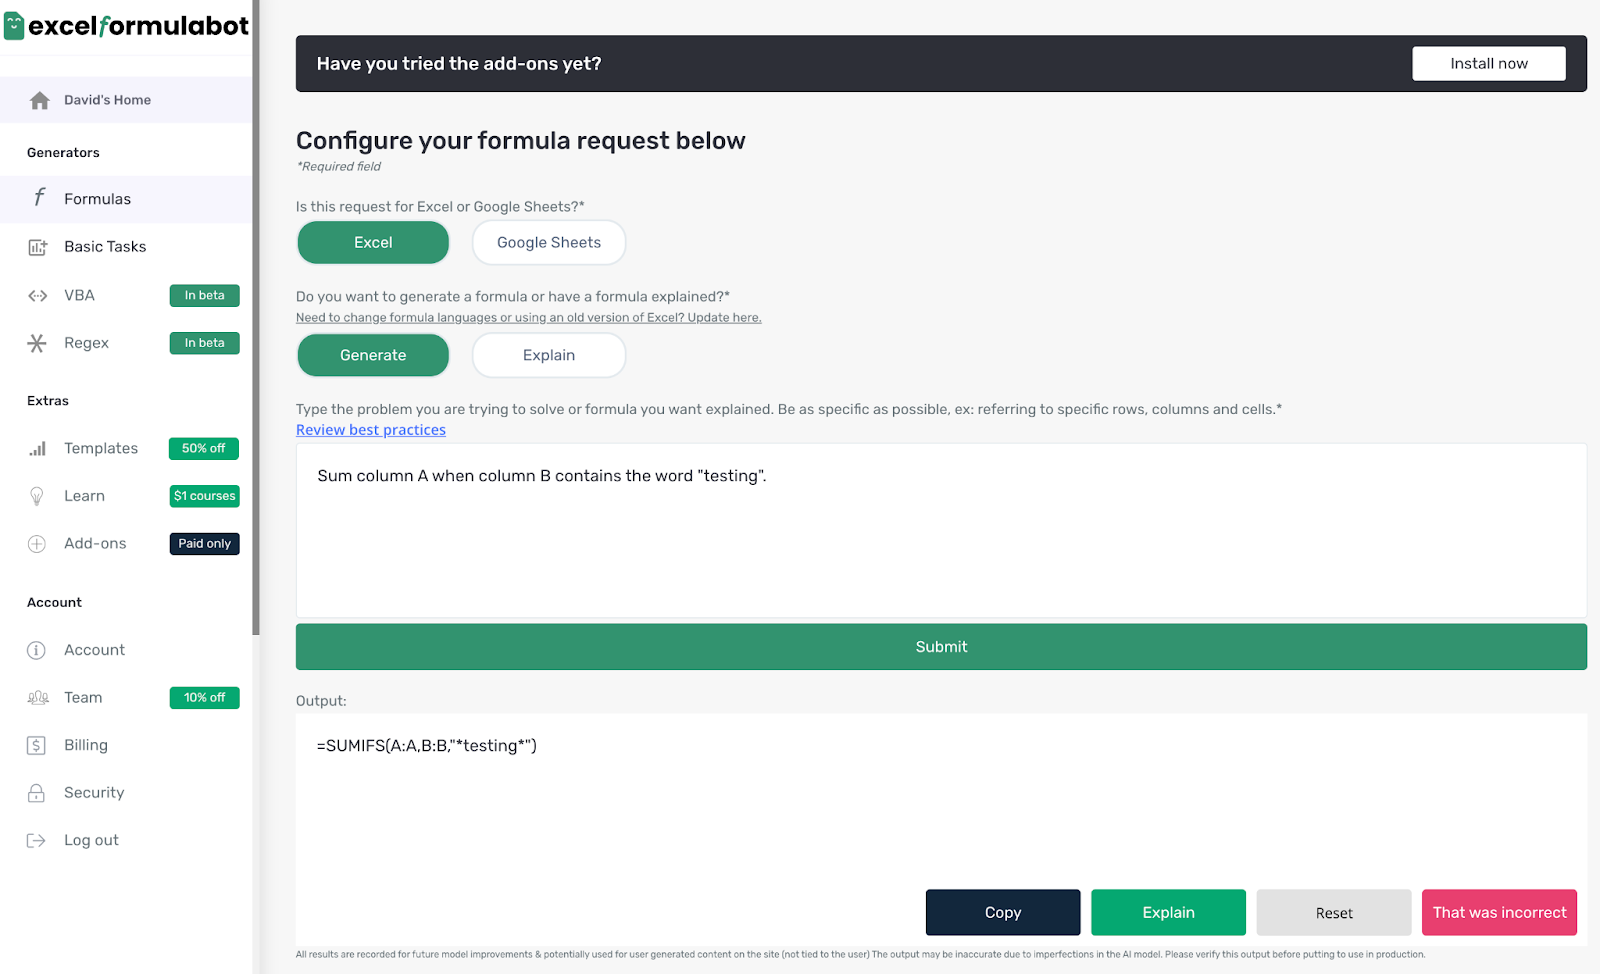 excelformulabot
David's Home
Generators
Formulas
Basic Tasks
VBA In beta
Regex In beta
Extras
Templates 50% off
Learn $1 courses
Add-ons Paid only
Account
Account
Team 10% off
Billing
Security
Log out
Have you tried the add-ons yet? Install now
Configure your formula request below
*Required field
Is this request for Excel or Google Sheets?*
Excel Google Sheets
Do you want to generate a formula or have a formula explained?*
Need to change formula languages or using an old version of Excel? Update here.
Generate Explain
Type the problem you are trying to solve or formula you want explained. Be as specific as possible, ex: referring to specific rows, columns and cells.*
Review best practices
Sum column A when column B contains the word "testing".
Submit
Output:
=SUMIFS(A:A,B:B,"*testing*")
Copy Explain Reset That was incorrect
All results are recorded for future model improvements & potentially used for user generated content on the site (not tied to the user) The output may be inaccurate due to imperfections in the AI model. Please verify this output before putting to use in production.